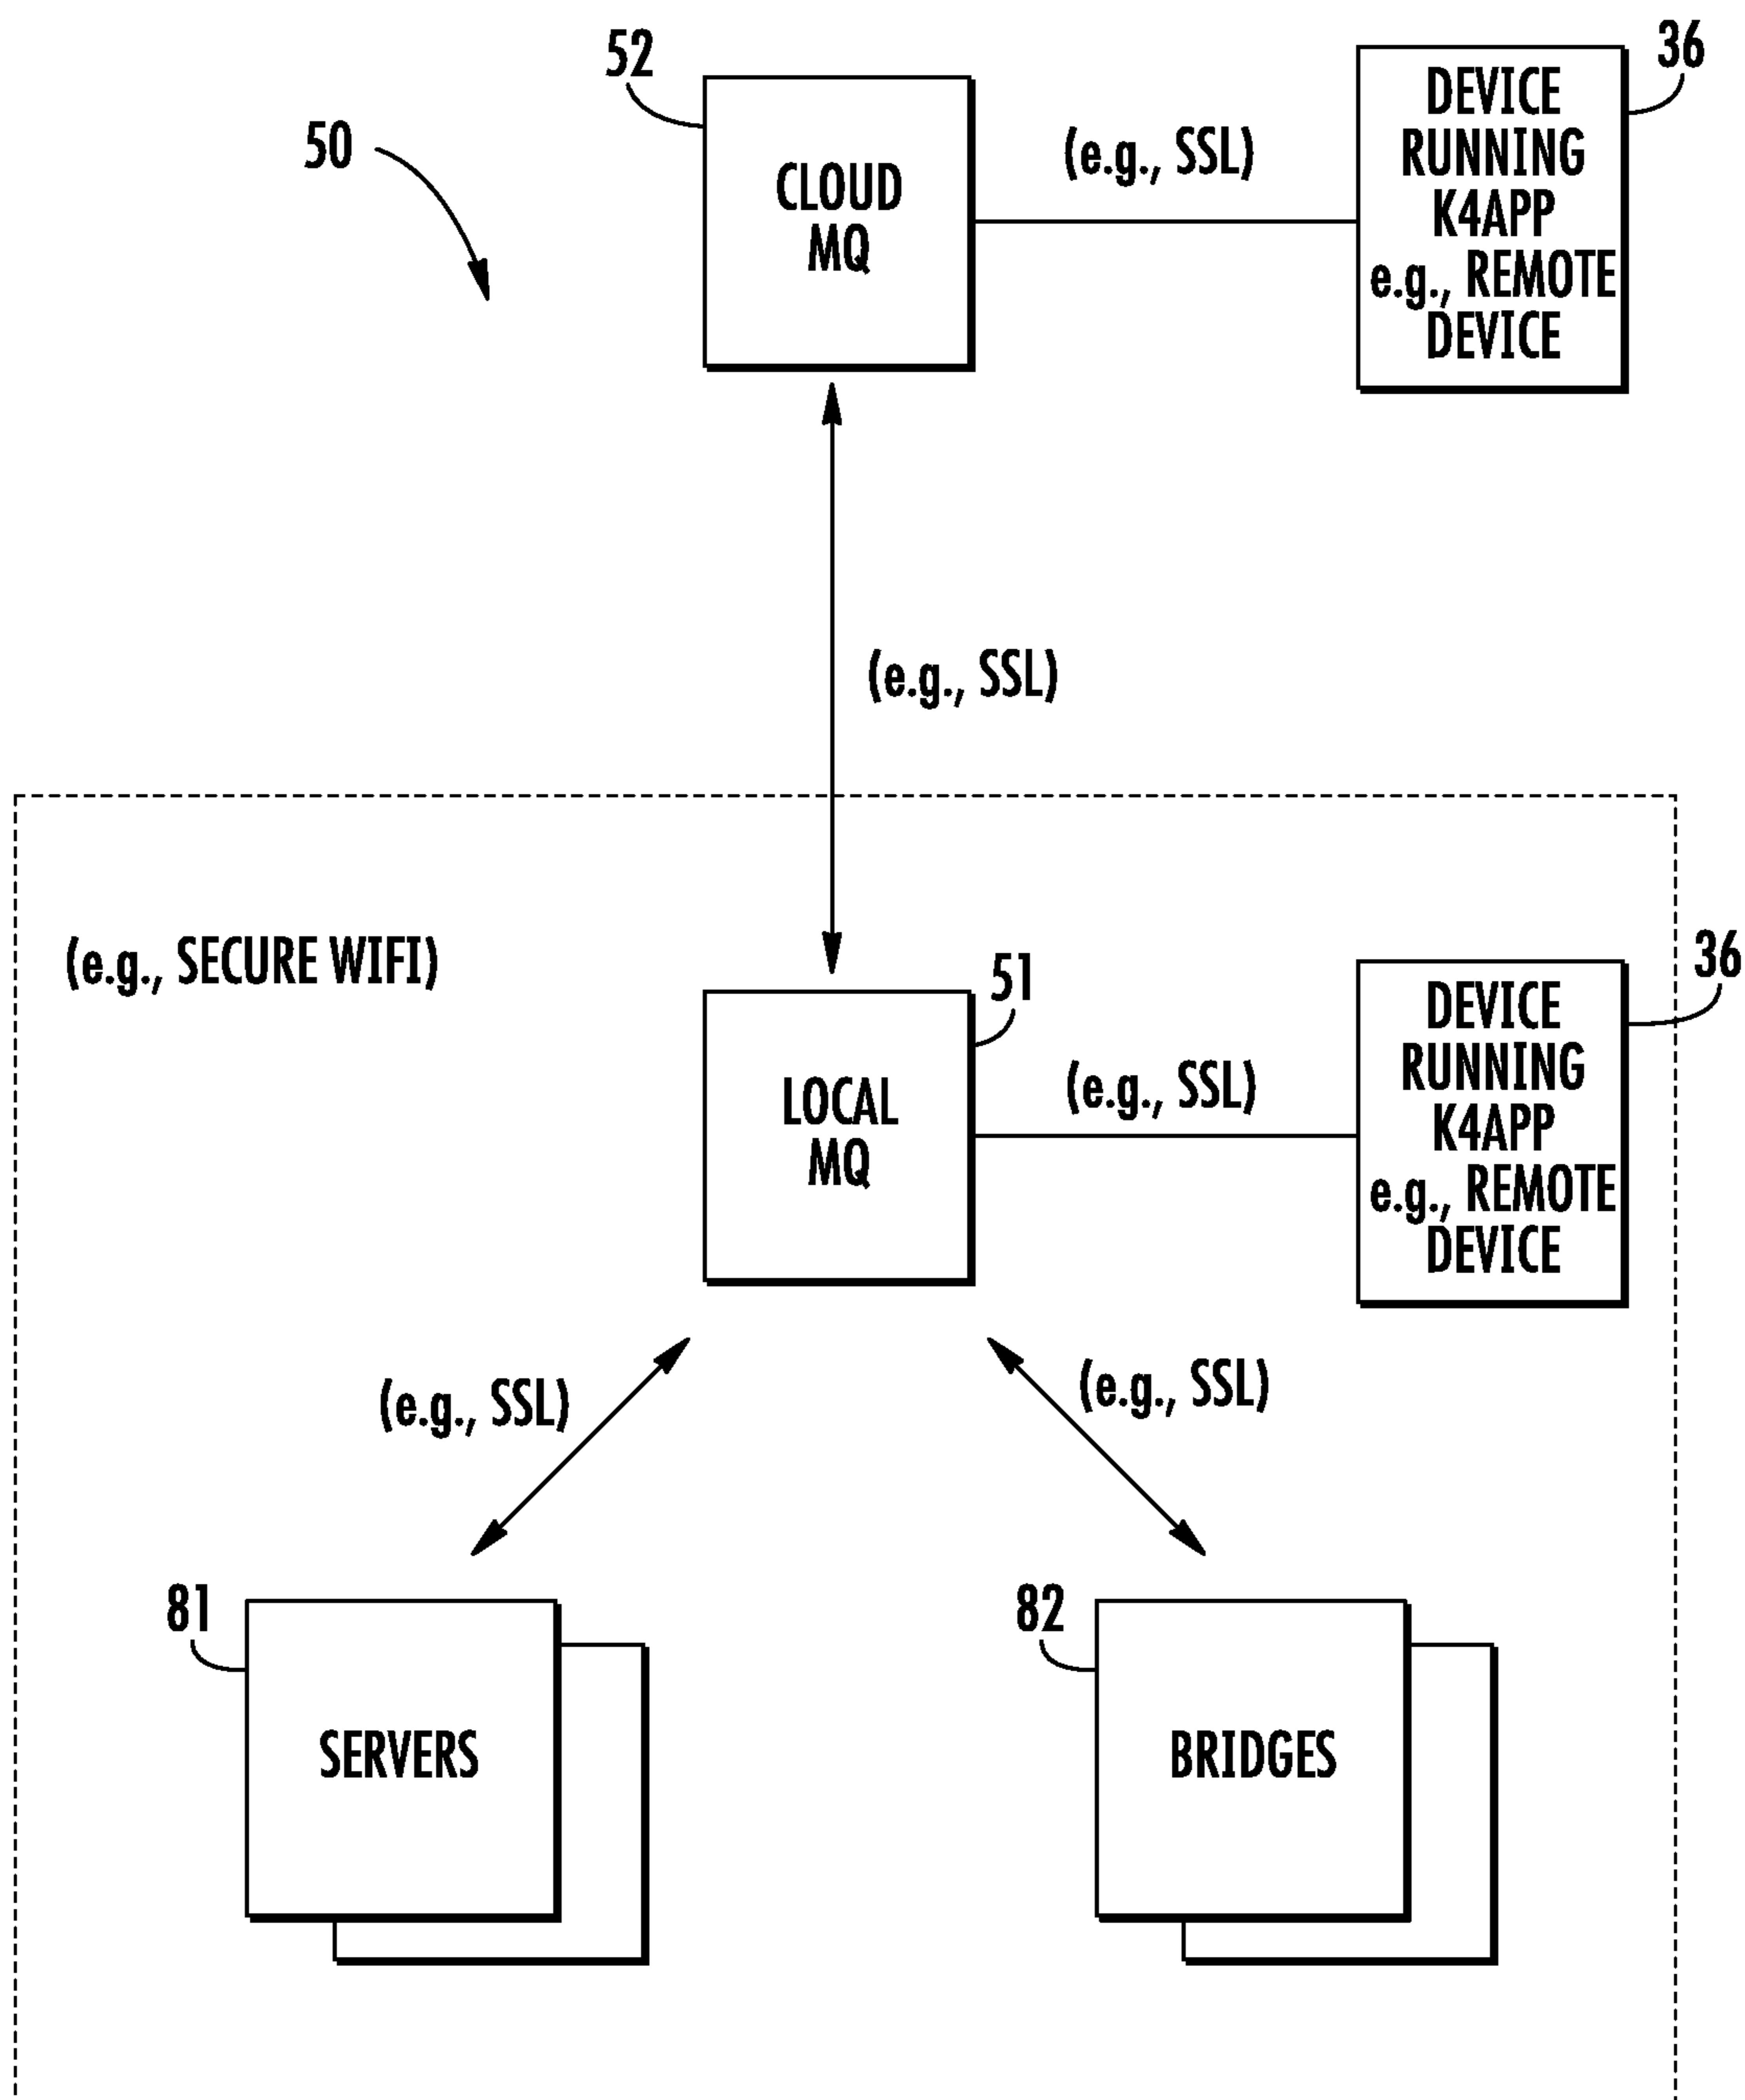 52
36
50
CLOUD
MQ
(e.g., SSL)
DEVICE
RUNNING
K4APP
e.g., REMOTE
DEVICE
(e.g., SSL)
(e.g., SECURE WIFI)
51
36
LOCAL
MQ
(e.g., SSL)
DEVICE
RUNNING
K4APP
e.g., REMOTE
DEVICE
(e.g., SSL)
(e.g., SSL)
81
82
SERVERS
BRIDGES